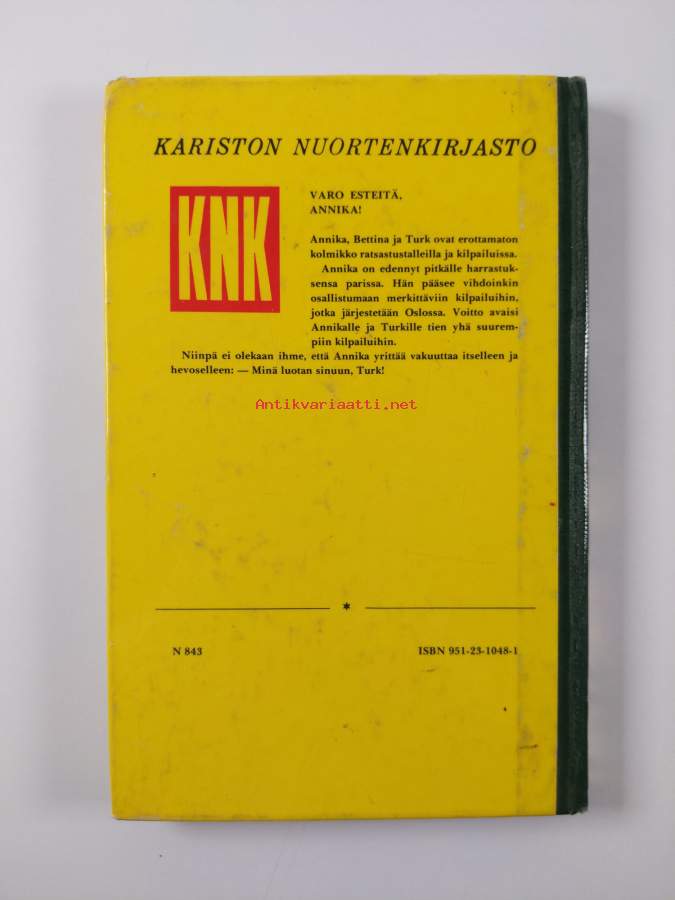 KARISTON NUORTENKIRJASTO
KNK
VARO ESTEITÄ,
ANNIKA!
Annika, Bettina ja Turk ovat erottamaton
kolmikko ratsastustalleilla ja kilpailuissa.
Annika on edennyt pitkälle harrastuk-
sensa parissa. Hän pääsee vihdoinkin
osallistumaan merkittäviin kilpailuihin,
jotka järjestetään Oslossa. Voitto avaisi
Annikalle ja Turkille tien yhä suurem-
piin kilpailuihin.
Niinpä ei olekaan ihme, että Annika yrittää vakuuttaa itselleen ja
hevoselleen: — Minä luotan sinuun, Turk!
Antikvariaatti.net
*
N 843
ISBN 951-23-1048-1